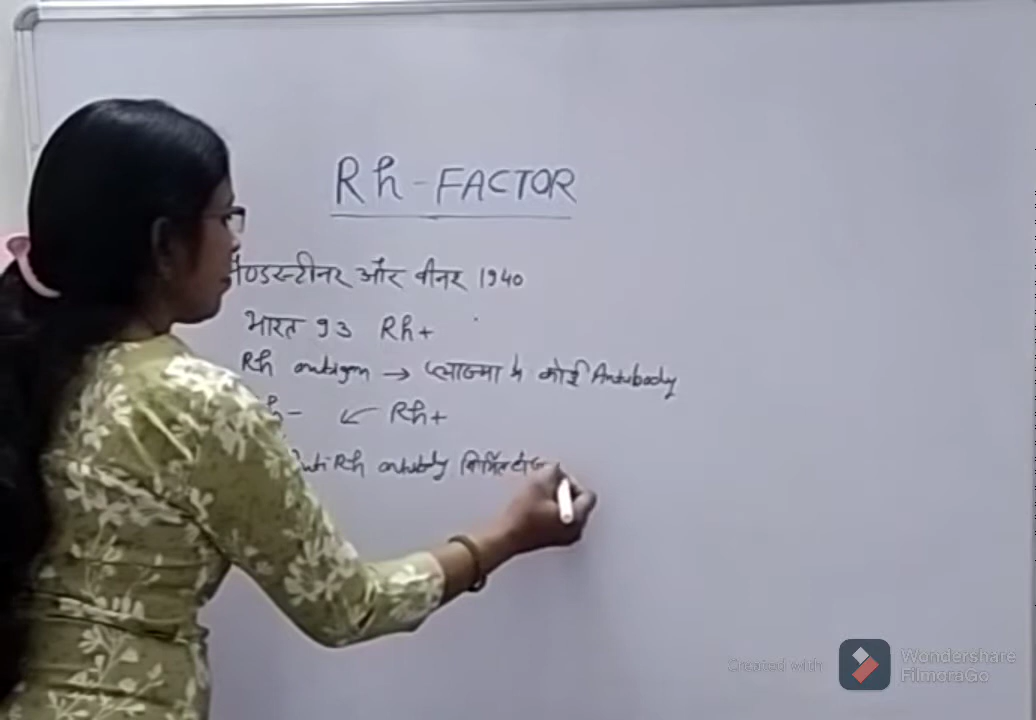 Rh - FACTOR
ण्डस्टीनर और वीनर 1940
भारत 93 Rh+
Rh antigen → प्लाज्मा में कोई Antibody
h- ↙ Rh+
nti Rh antibody निर्मित हो
Created with
Wondershare
FilmoraGo